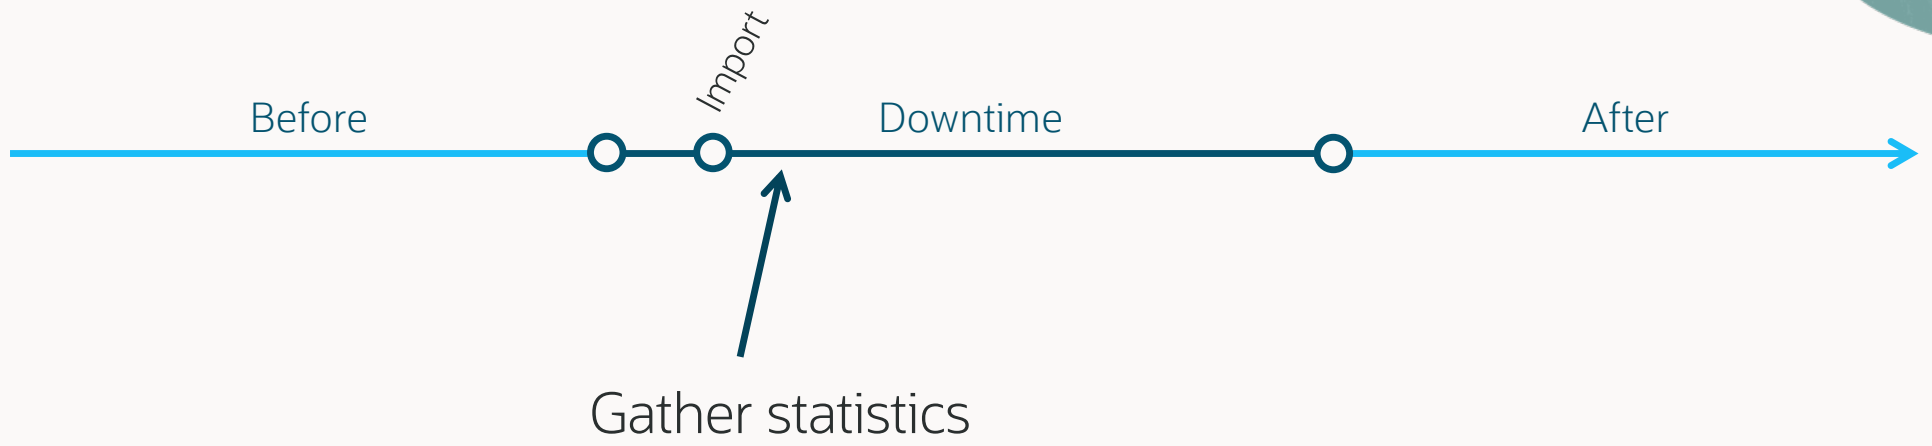 Import
Before
Downtime
After
Gather statistics